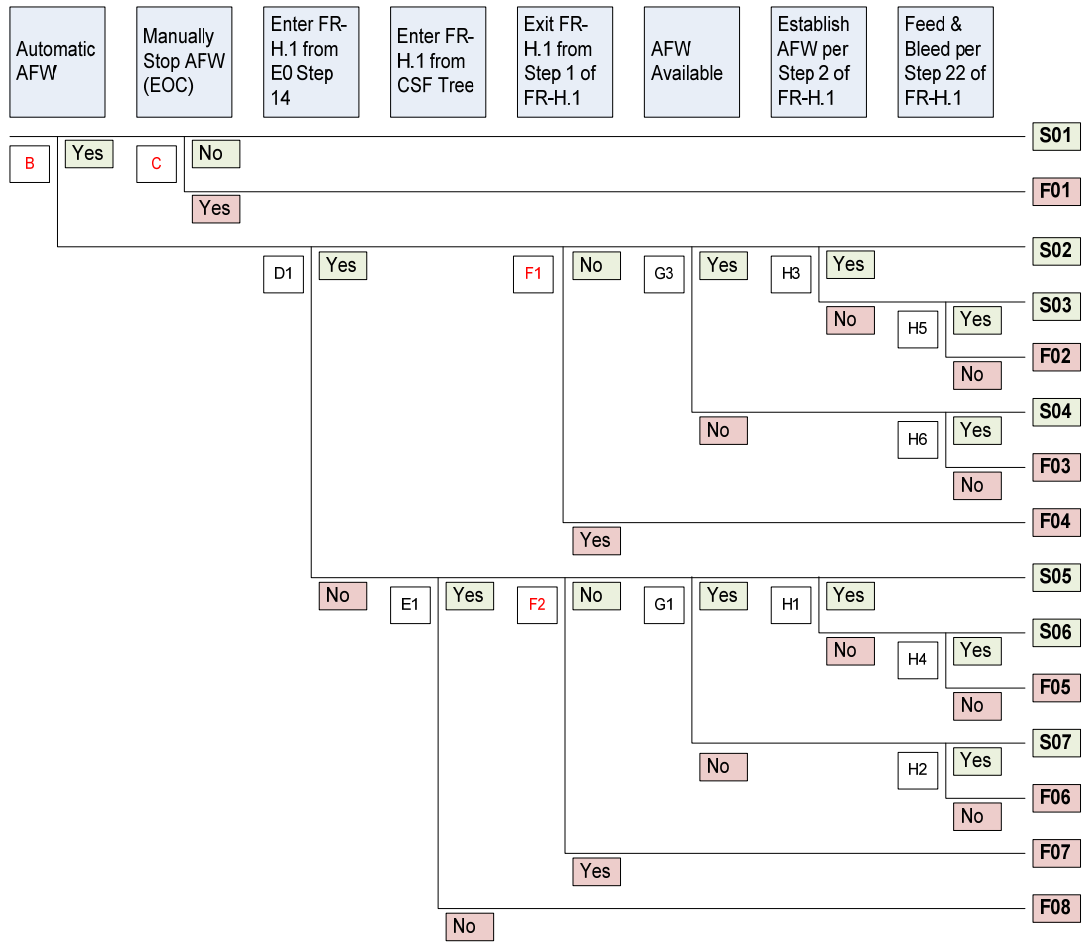 Automatic
AFW
Manually
Stop AFW
(EOC)
Enter FR-
H.1 from
E0 Step
14
Enter FR-
H.1 from
CSF Tree
Exit FR-
H.1 from
Step 1 of
FR-H.1
AFW
Available
Establish
AFW per
Step 2 of
FR-H.1
Feed &
Bleed per
Step 22 of
FR-H.1
S01
B
Yes
C
No
F01
Yes
S02
D1
Yes
F1
No
G3
Yes
H3
Yes
S03
No
H5
Yes
F02
No
S04
No
H6
Yes
F03
No
F04
Yes
S05
No
E1
Yes
F2
No
G1
Yes
H1
Yes
S06
No
H4
Yes
F05
No
S07
No
H2
Yes
F06
No
F07
Yes
F08
No